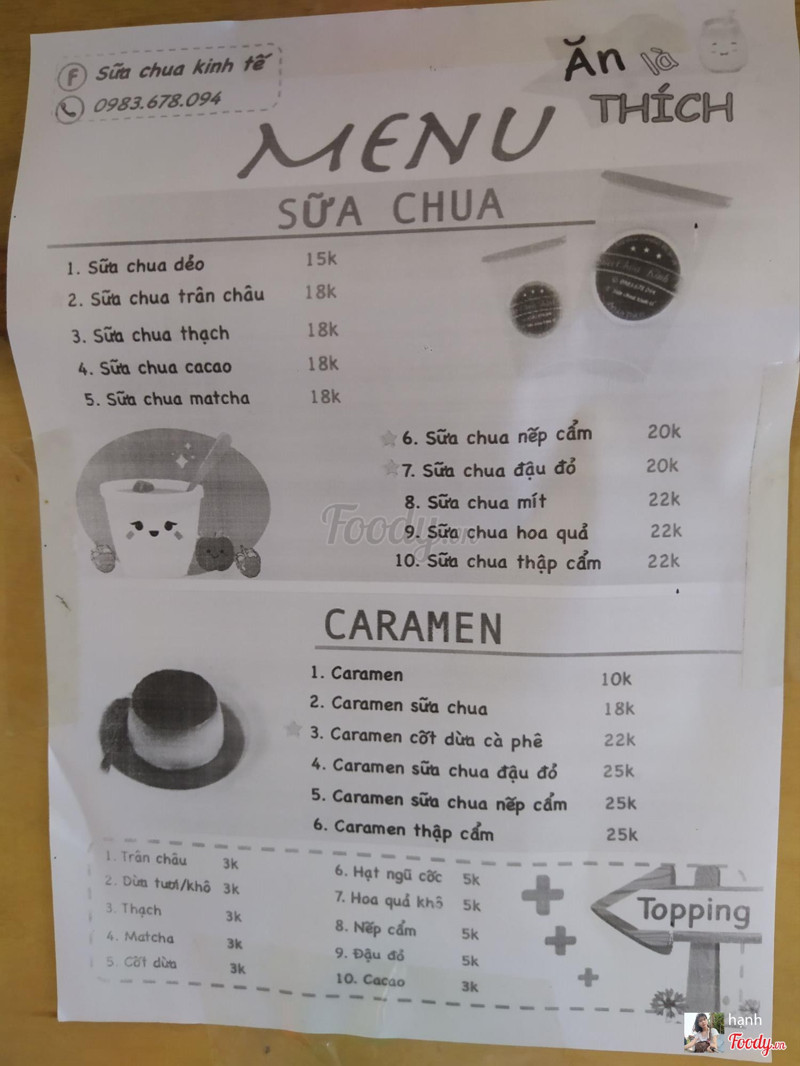 Sữa chua kinh tế
0983.678.094
Ăn là
THÍCH
MENU
SỮA CHUA
1. Sữa chua dẻo 15k
2. Sữa chua trân châu 18k
3. Sữa chua thạch 18k
4. Sữa chua cacao 18k
5. Sữa chua matcha 18k
6. Sữa chua nếp cẩm 20k
7. Sữa chua đậu đỏ 20k
8. Sữa chua mít 22k
9. Sữa chua hoa quả 22k
10. Sữa chua thập cẩm 22k
Foody.vn
CARAMEN
1. Caramen 10k
2. Caramen sữa chua 18k
3. Caramen cốt dừa cà phê 22k
4. Caramen sữa chua đậu đỏ 25k
5. Caramen sữa chua nếp cẩm 25k
6. Caramen thập cẩm 25k
1. Trân châu 3k
2. Dừa tươi/khô 3k
3. Thạch 3k
4. Matcha 3k
5. Cốt dừa 3k
6. Hạt ngũ cốc 5k
7. Hoa quả khô 5k
8. Nếp cẩm 5k
9. Đậu đỏ 5k
10. Cacao 3k
Topping
hanh
Foody.vn